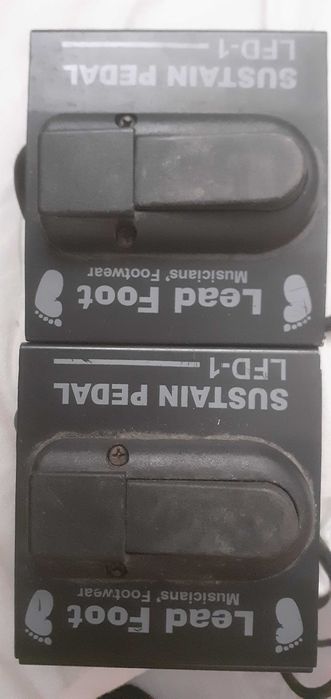 Lead Foot
Musicians' Footwear
SUSTAIN PEDAL
LFD-1
Lead Foot
Musicians' Footwear
SUSTAIN PEDAL
LFD-1